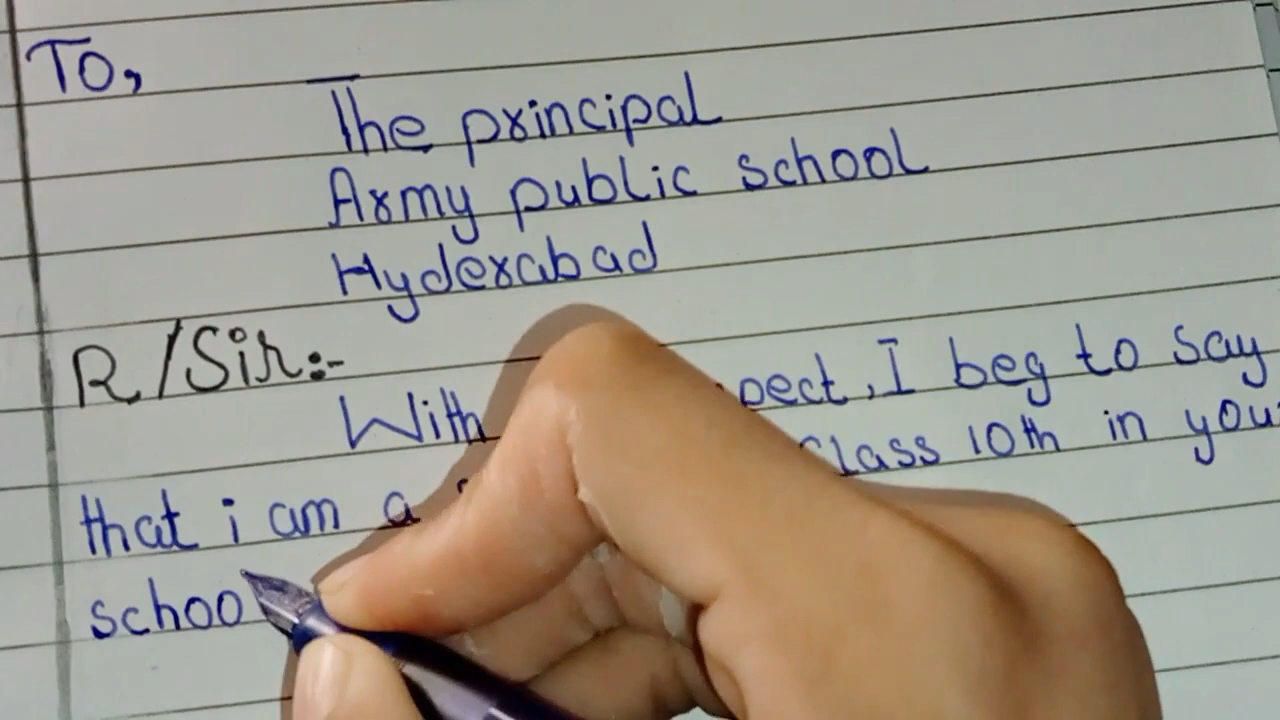 To,
The principal
Army public school
Hyderabad
R/Sir:-
With pect, I beg to say
that i am a class 10th in you
schoo